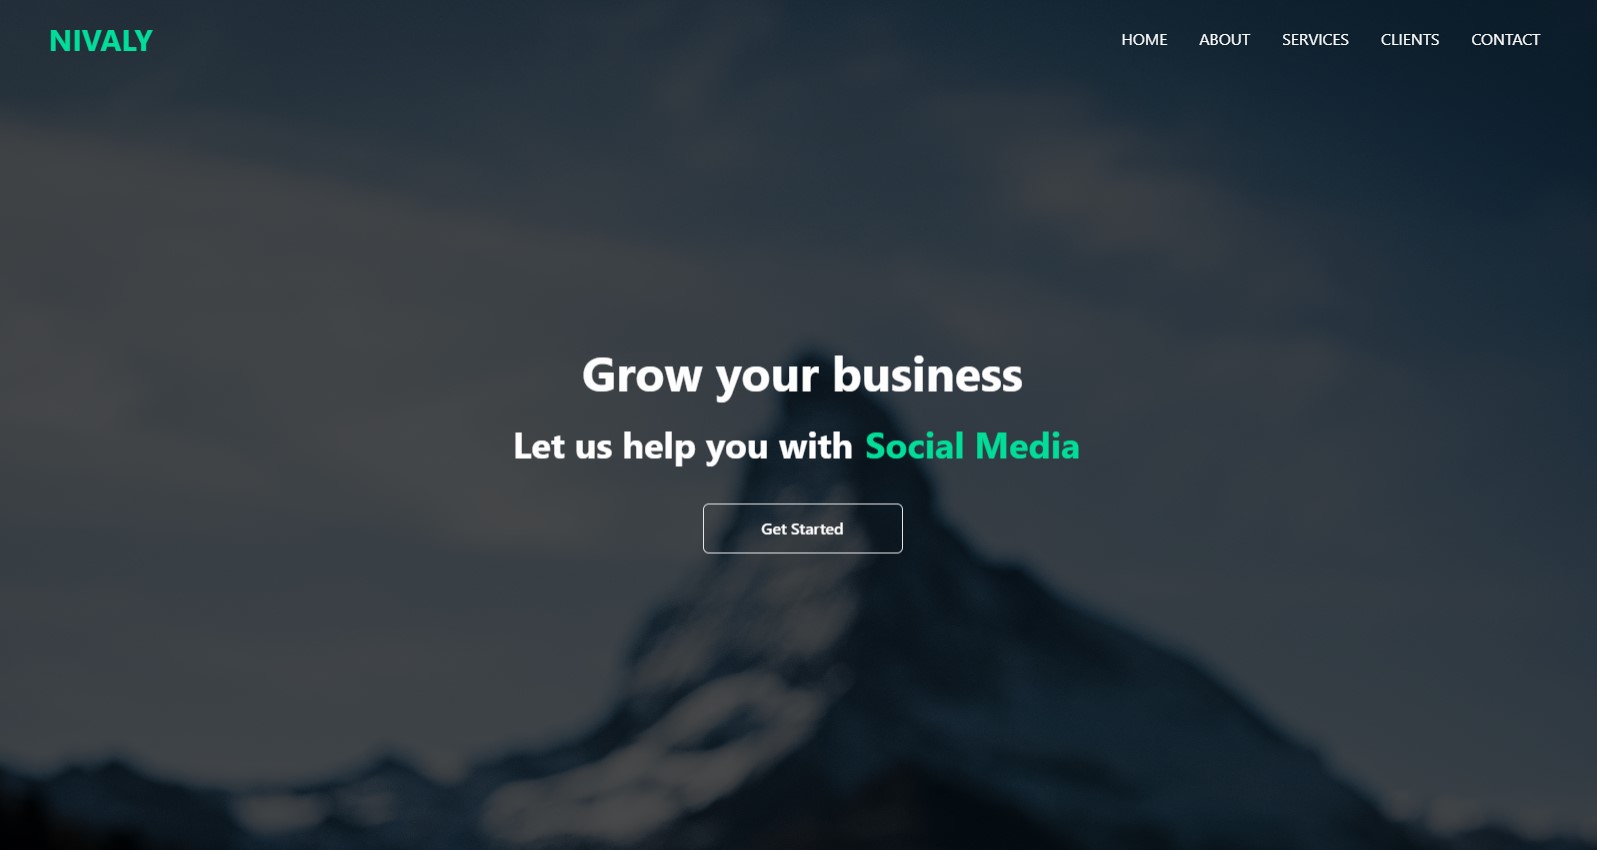 NIVALY
HOME ABOUT SERVICES CLIENTS CONTACT
Grow your business
Let us help you with Social Media
Get Started